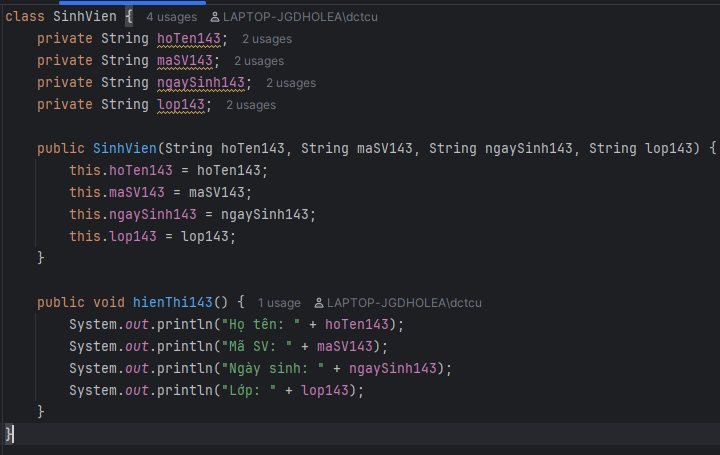 class SinhVien { 4 usages LAPTOP-JGDHOLEA\dctcu
private String hoTen143; 2 usages
private String maSV143; 2 usages
private String ngaySinh143; 2 usages
private String lop143; 2 usages
public SinhVien(String hoTen143, String maSV143, String ngaySinh143, String lop143) {
this.hoTen143 = hoTen143;
this.maSV143 = maSV143;
this.ngaySinh143 = ngaySinh143;
this.lop143 = lop143;
}
public void hienThi143() { 1 usage LAPTOP-JGDHOLEA\dctcu
System.out.println("Họ tên: " + hoTen143);
System.out.println("Mã SV: " + maSV143);
System.out.println("Ngày sinh: " + ngaySinh143);
System.out.println("Lớp: " + lop143);
}
}